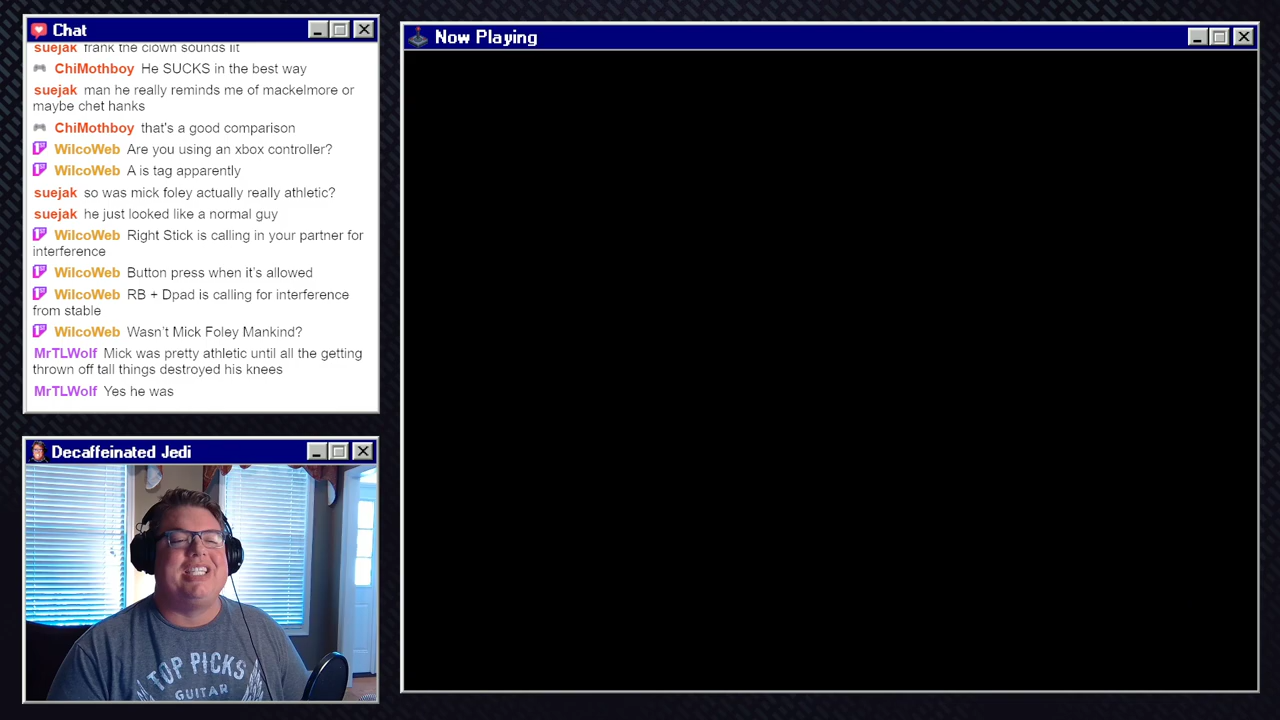 Chat
suejak frank the clown sounds lit
ChiMothboy He SUCKS in the best way
suejak man he really reminds me of mackelmore or
maybe chet hanks
ChiMothboy that's a good comparison
WilcoWeb Are you using an xbox controller?
WilcoWeb A is tag apparently
suejak so was mick foley actually really athletic?
suejak he just looked like a normal guy
WilcoWeb Right Stick is calling in your partner for
interference
WilcoWeb Button press when it's allowed
WilcoWeb RB + Dpad is calling for interference
from stable
WilcoWeb Wasn't Mick Foley Mankind?
MrTLWolf Mick was pretty athletic until all the getting
thrown off tall things destroyed his knees
MrTLWolf Yes he was
Decaffeinated Jedi
TOP PICKS
GUITAR
Now Playing